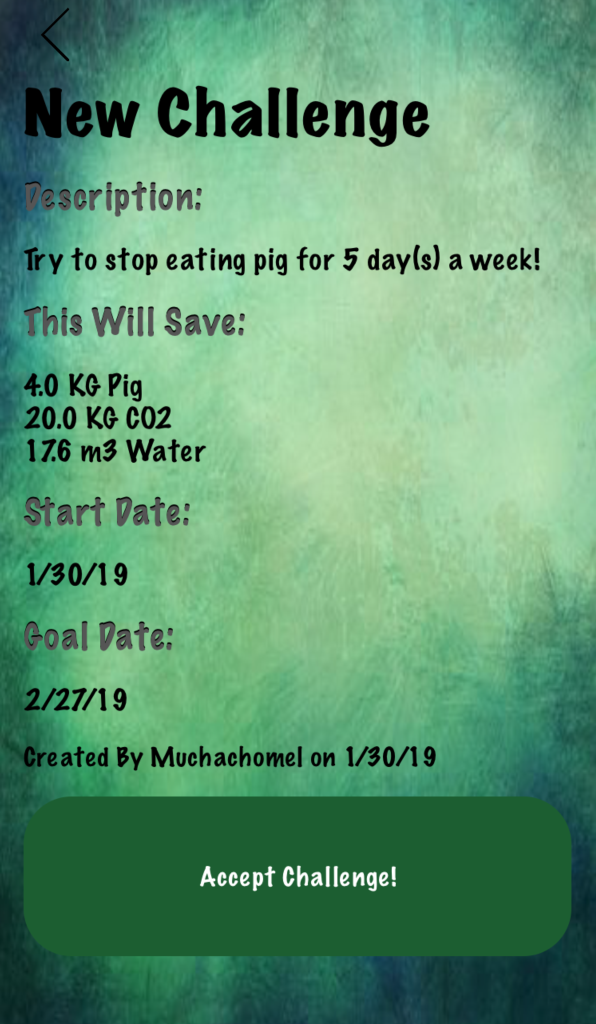 New Challenge
Description:
Try to stop eating pig for 5 day(s) a week!
This Will Save:
4.0 KG Pig
20.0 KG CO2
17.6 m3 Water
Start Date:
1/30/19
Goal Date:
2/27/19
Created By Muchachomel on 1/30/19
Accept Challenge!